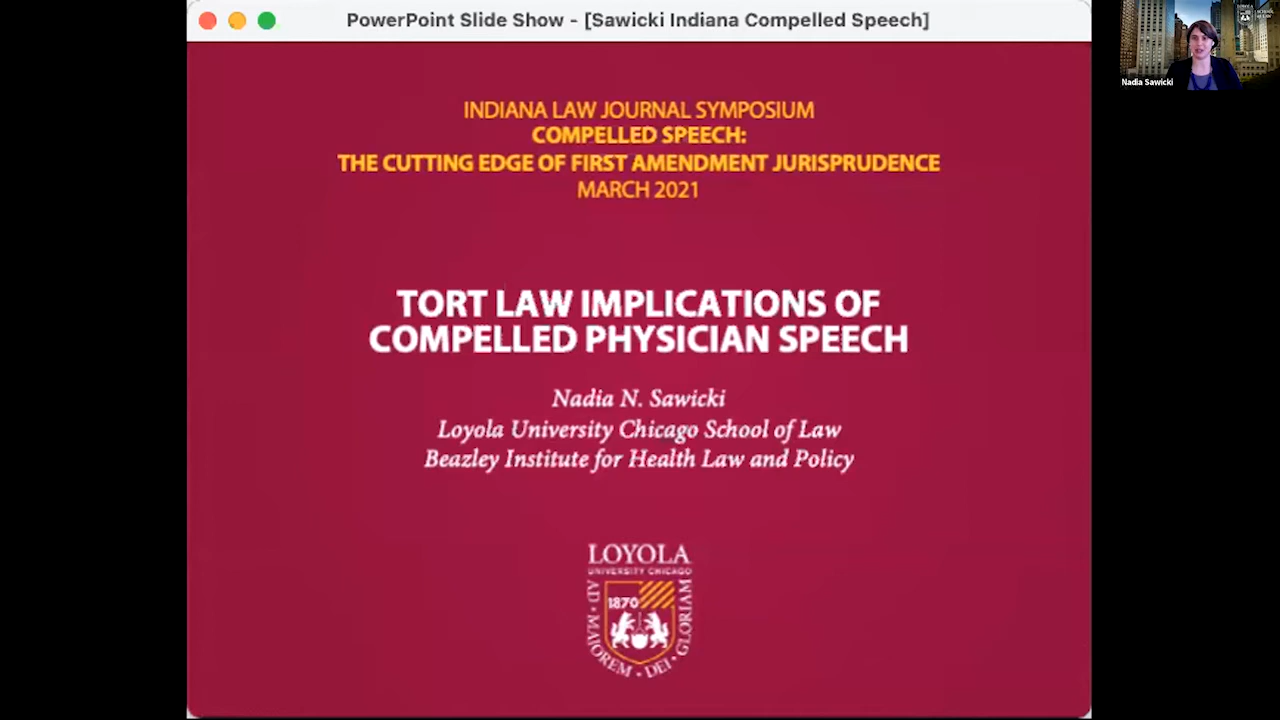 PowerPoint Slide Show - [Sawicki Indiana Compelled Speech]
INDIANA LAW JOURNAL SYMPOSIUM
COMPELLED SPEECH:
THE CUTTING EDGE OF FIRST AMENDMENT JURISPRUDENCE
MARCH 2021
TORT LAW IMPLICATIONS OF
COMPELLED PHYSICIAN SPEECH
Nadia N. Sawicki
Loyola University Chicago School of Law
Beazley Institute for Health Law and Policy
LOYOLA
UNIVERSITY CHICAGO
1870
AD • MAIOREM • DEI • GLORIAM
LOYOLA
Nadia Sawicki